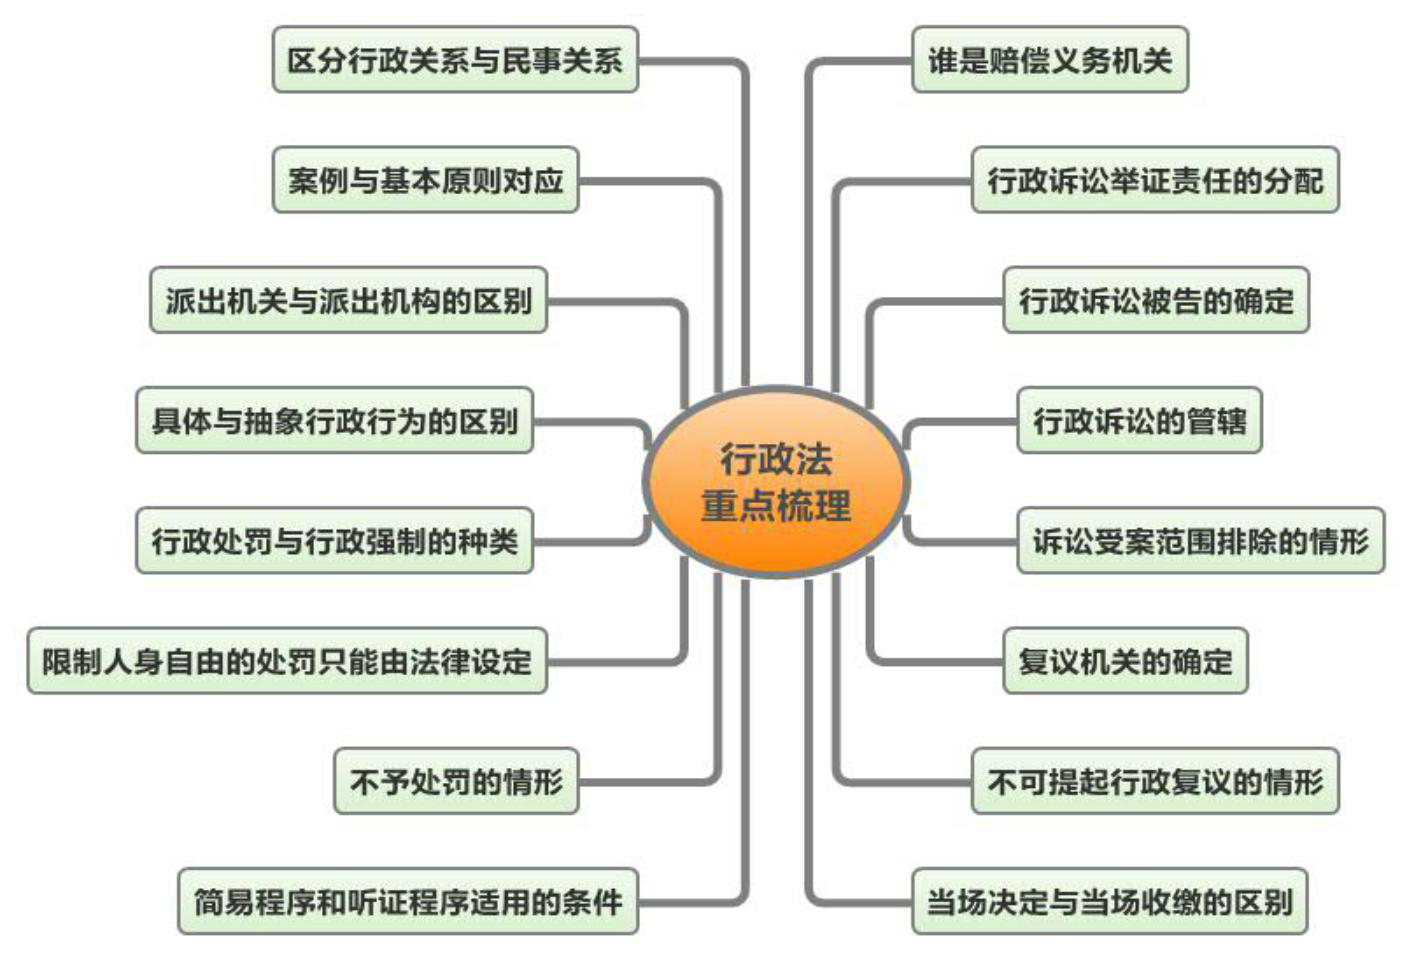 区分行政关系与民事关系
案例与基本原则对应
派出机关与派出机构的区别
具体与抽象行政行为的区别
行政处罚与行政强制的种类
限制人身自由的处罚只能由法律设定
不予处罚的情形
简易程序和听证程序适用的条件
行政法
重点梳理
谁是赔偿义务机关
行政诉讼举证责任的分配
行政诉讼被告的确定
行政诉讼的管辖
诉讼受案范围排除的情形
复议机关的确定
不可提起行政复议的情形
当场决定与当场收缴的区别